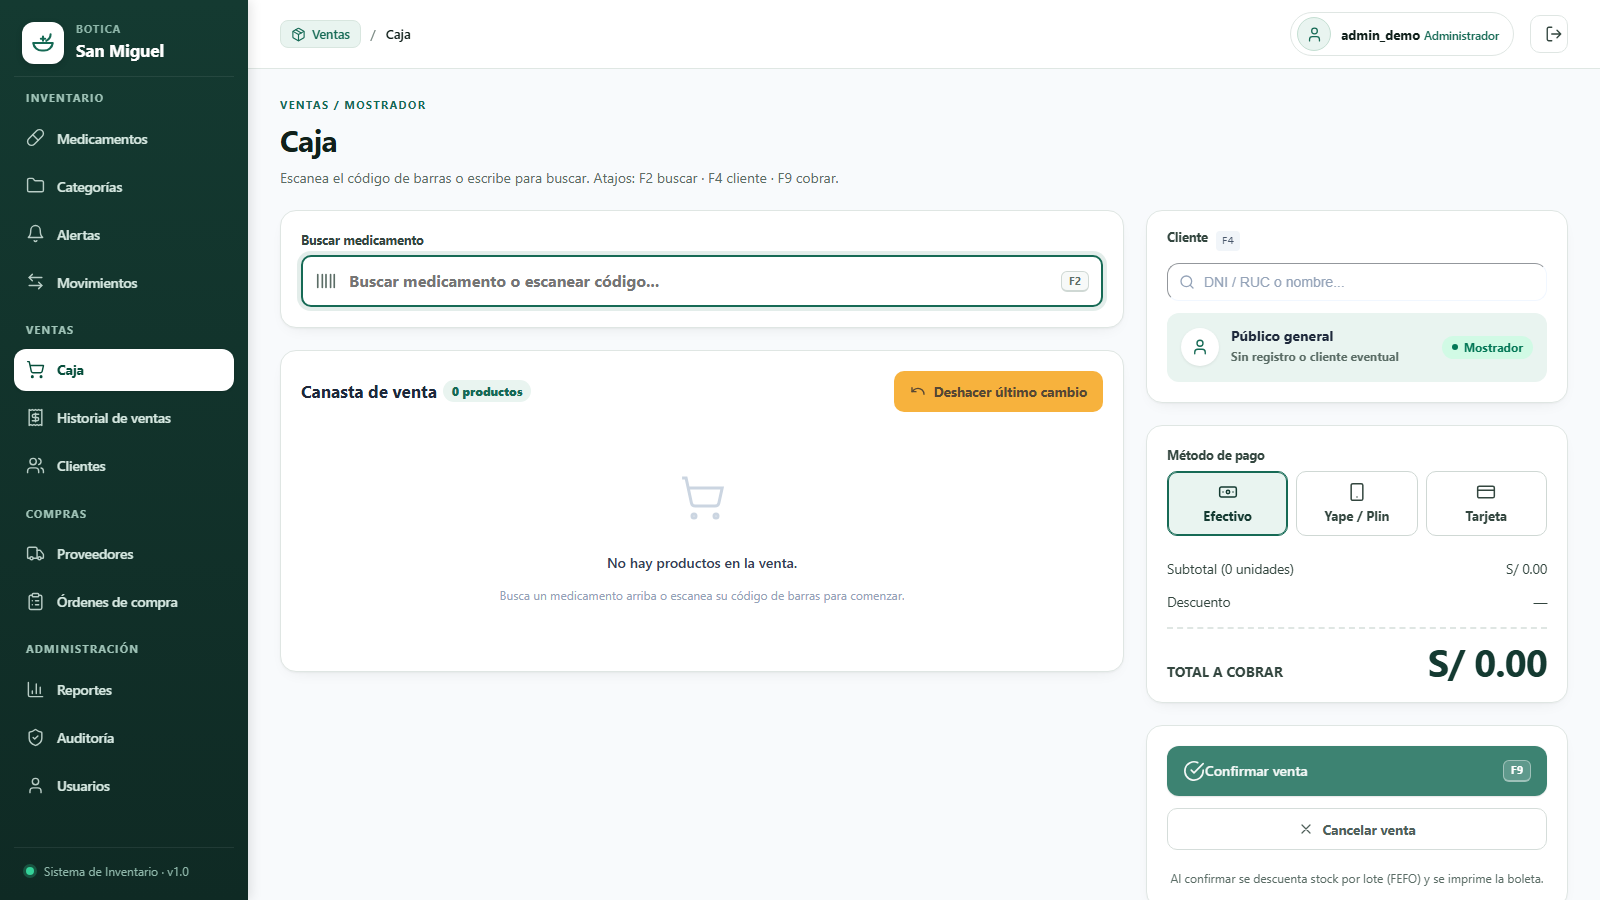 BOTICA
San Miguel
INVENTARIO
Medicamentos
Categorías
Alertas
Movimientos
VENTAS
Caja
Historial de ventas
Clientes
COMPRAS
Proveedores
Órdenes de compra
ADMINISTRACIÓN
Reportes
Auditoría
Usuarios
Sistema de Inventario · v1.0
Ventas / Caja
admin_demo Administrador
VENTAS / MOSTRADOR
Caja
Escanea el código de barras o escribe para buscar. Atajos: F2 buscar · F4 cliente · F9 cobrar.
Buscar medicamento
Buscar medicamento o escanear código... F2
Canasta de venta 0 productos Deshacer último cambio
No hay productos en la venta.
Busca un medicamento arriba o escanea su código de barras para comenzar.
Cliente F4
DNI / RUC o nombre...
Público general
Sin registro o cliente eventual
Mostrador
Método de pago
Efectivo Yape / Plin Tarjeta
Subtotal (0 unidades) S/ 0.00
Descuento —
TOTAL A COBRAR S/ 0.00
Confirmar venta F9
Cancelar venta
Al confirmar se descuenta stock por lote (FEFO) y se imprime la boleta.